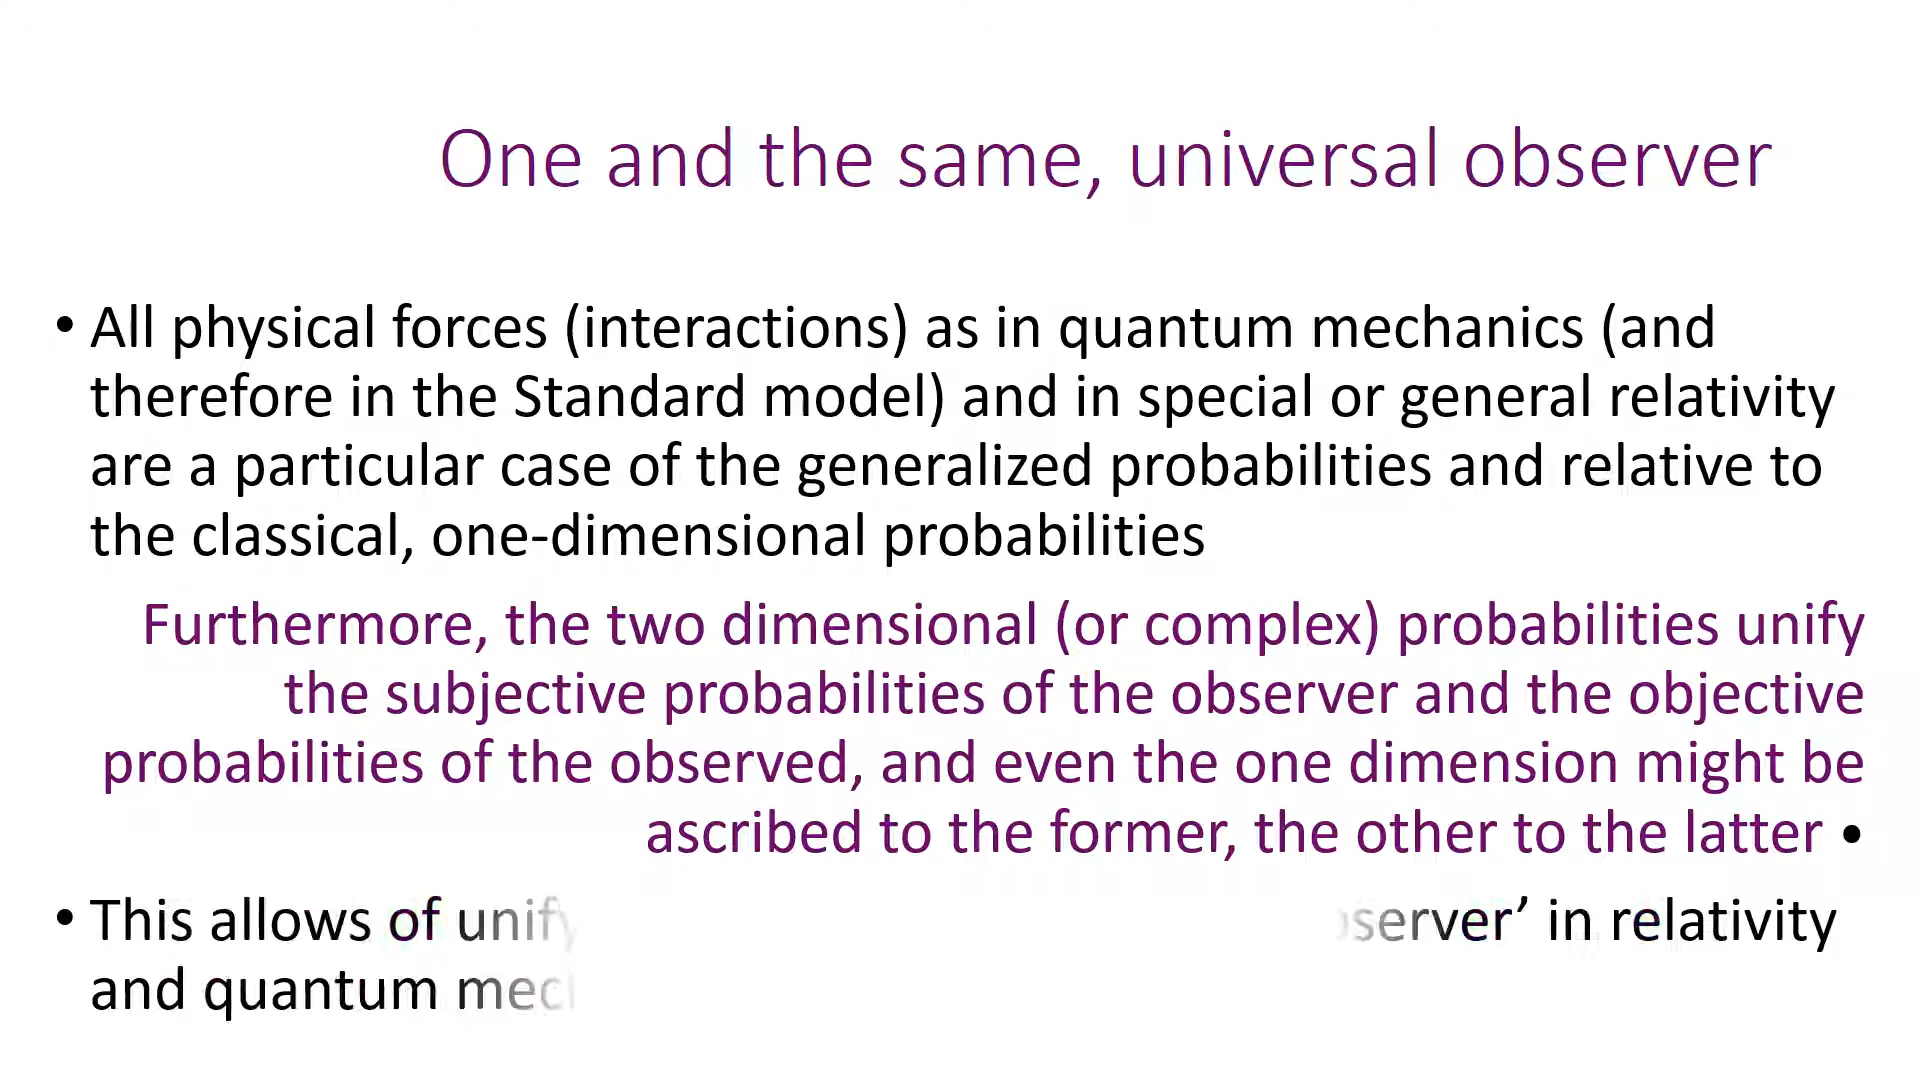 One and the same, universal observer
• All physical forces (interactions) as in quantum mechanics (and
therefore in the Standard model) and in special or general relativity
are a particular case of the generalized probabilities and relative to
the classical, one-dimensional probabilities
Furthermore, the two dimensional (or complex) probabilities unify
the subjective probabilities of the observer and the objective
probabilities of the observed, and even the one dimension might be
ascribed to the former, the other to the latter •
• This allows of in relativity
and quantum